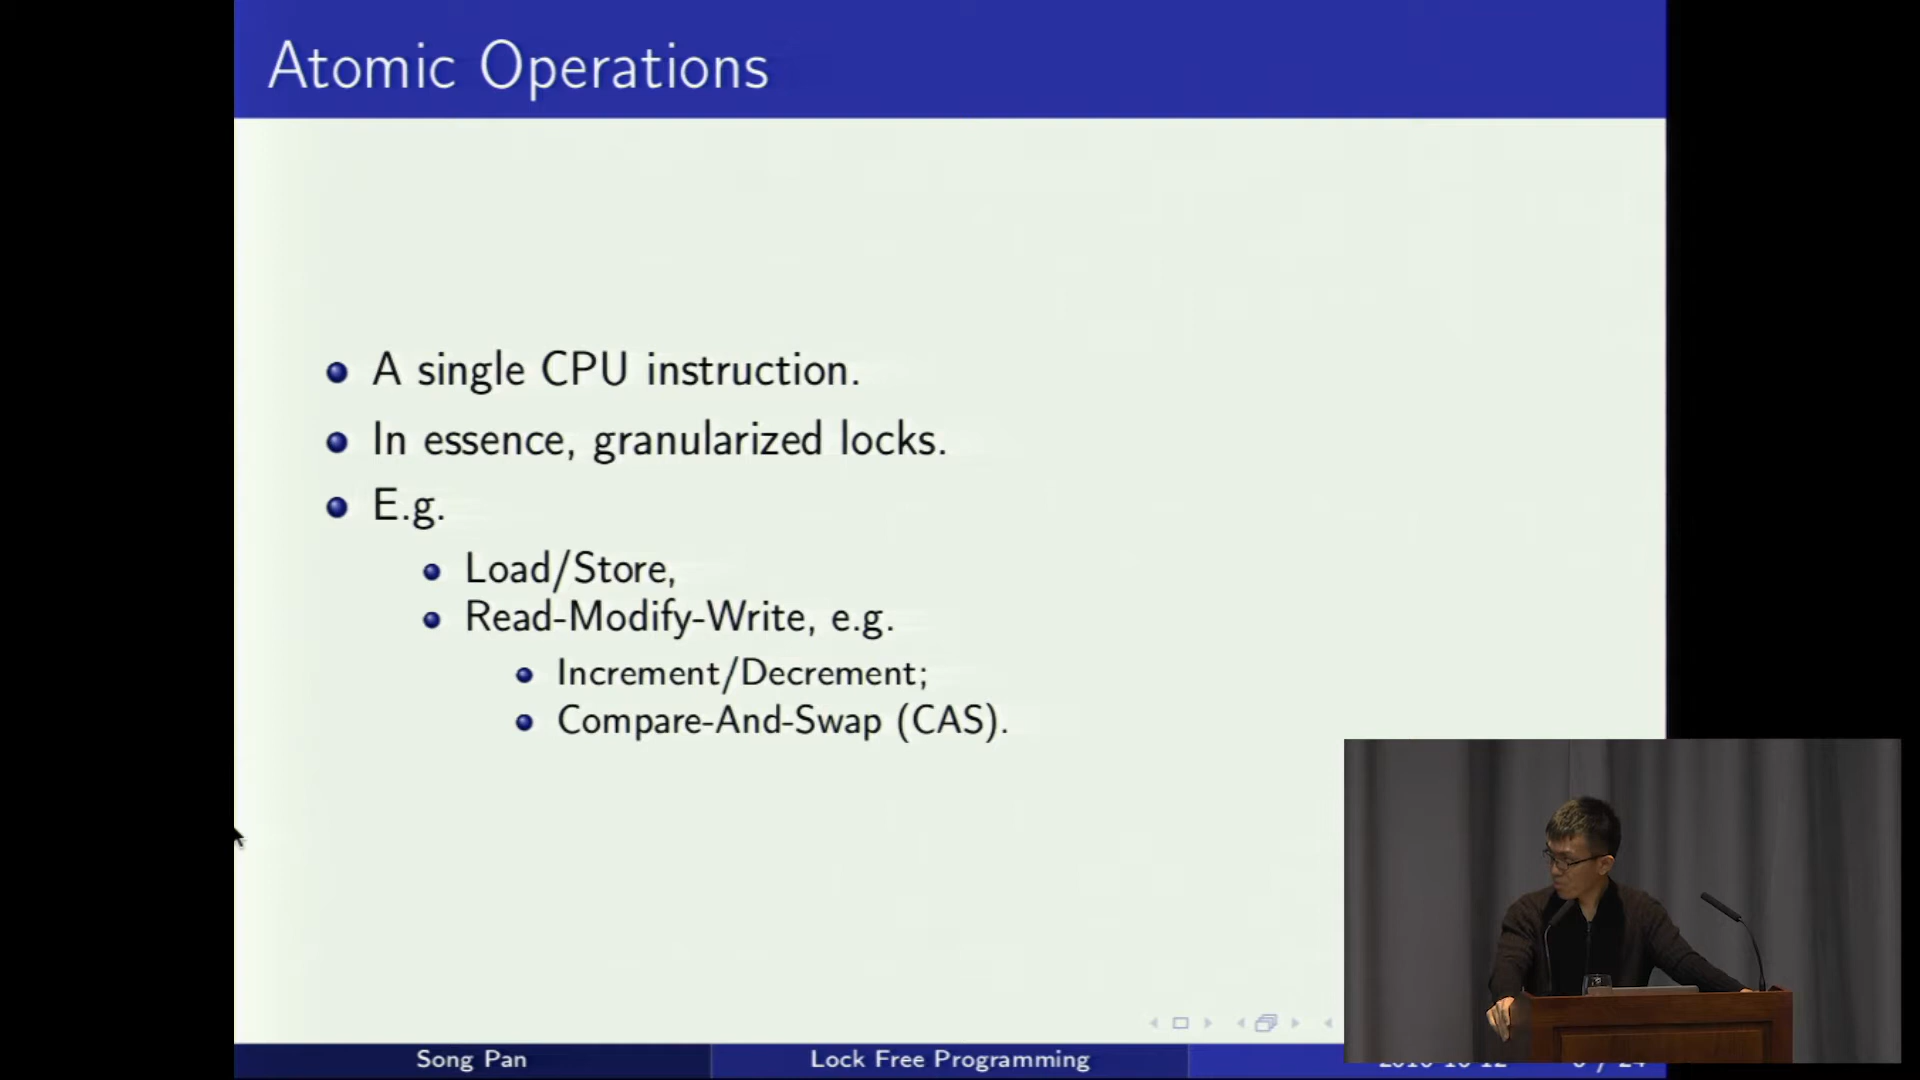 Atomic Operations
A single CPU instruction.
In essence, granularized locks.
E.g.
Load/Store,
Read-Modify-Write, e.g.
Increment/Decrement;
Compare-And-Swap (CAS).
Song Pan
Lock Free Programming